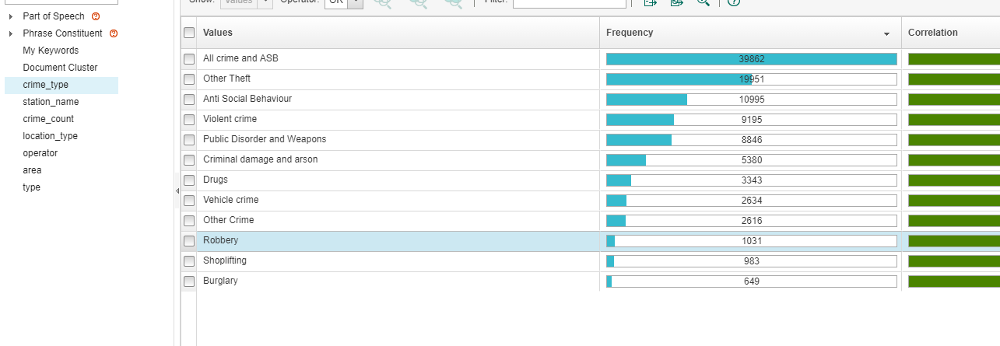 Show: Values Operator: OR Filter:
Part of Speech
Phrase Constituent
My Keywords
Document Cluster
crime_type
station_name
crime_count
location_type
operator
area
type
Values Frequency Correlation
All crime and ASB 39862
Other Theft 19951
Anti Social Behaviour 10995
Violent crime 9195
Public Disorder and Weapons 8846
Criminal damage and arson 5380
Drugs 3343
Vehicle crime 2634
Other Crime 2616
Robbery 1031
Shoplifting 983
Burglary 649